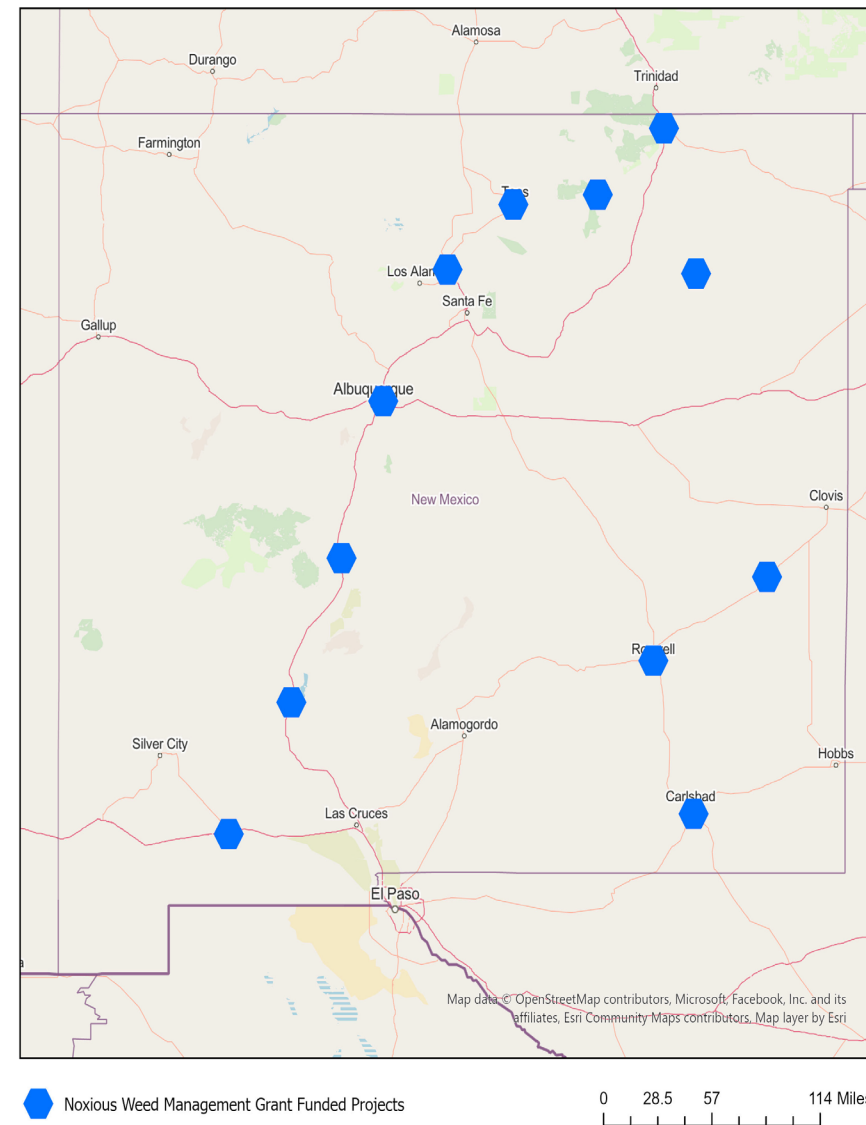 Alamosa
Durango
Trinidad
Farmington
Los Alam
Santa Fe
Gallup
New Mexico
Clovis
Alamogordo
Silver City
Hobbs
Carlsbad
Las Cruces
El Paso
a
Map data © OpenStreetMap contributors, Microsoft, Facebook, Inc. and its
affiliates, Esri Community Maps contributors, Map layer by Esri
Noxious Weed Management Grant Funded Projects
0 28.5 57 114 Miles